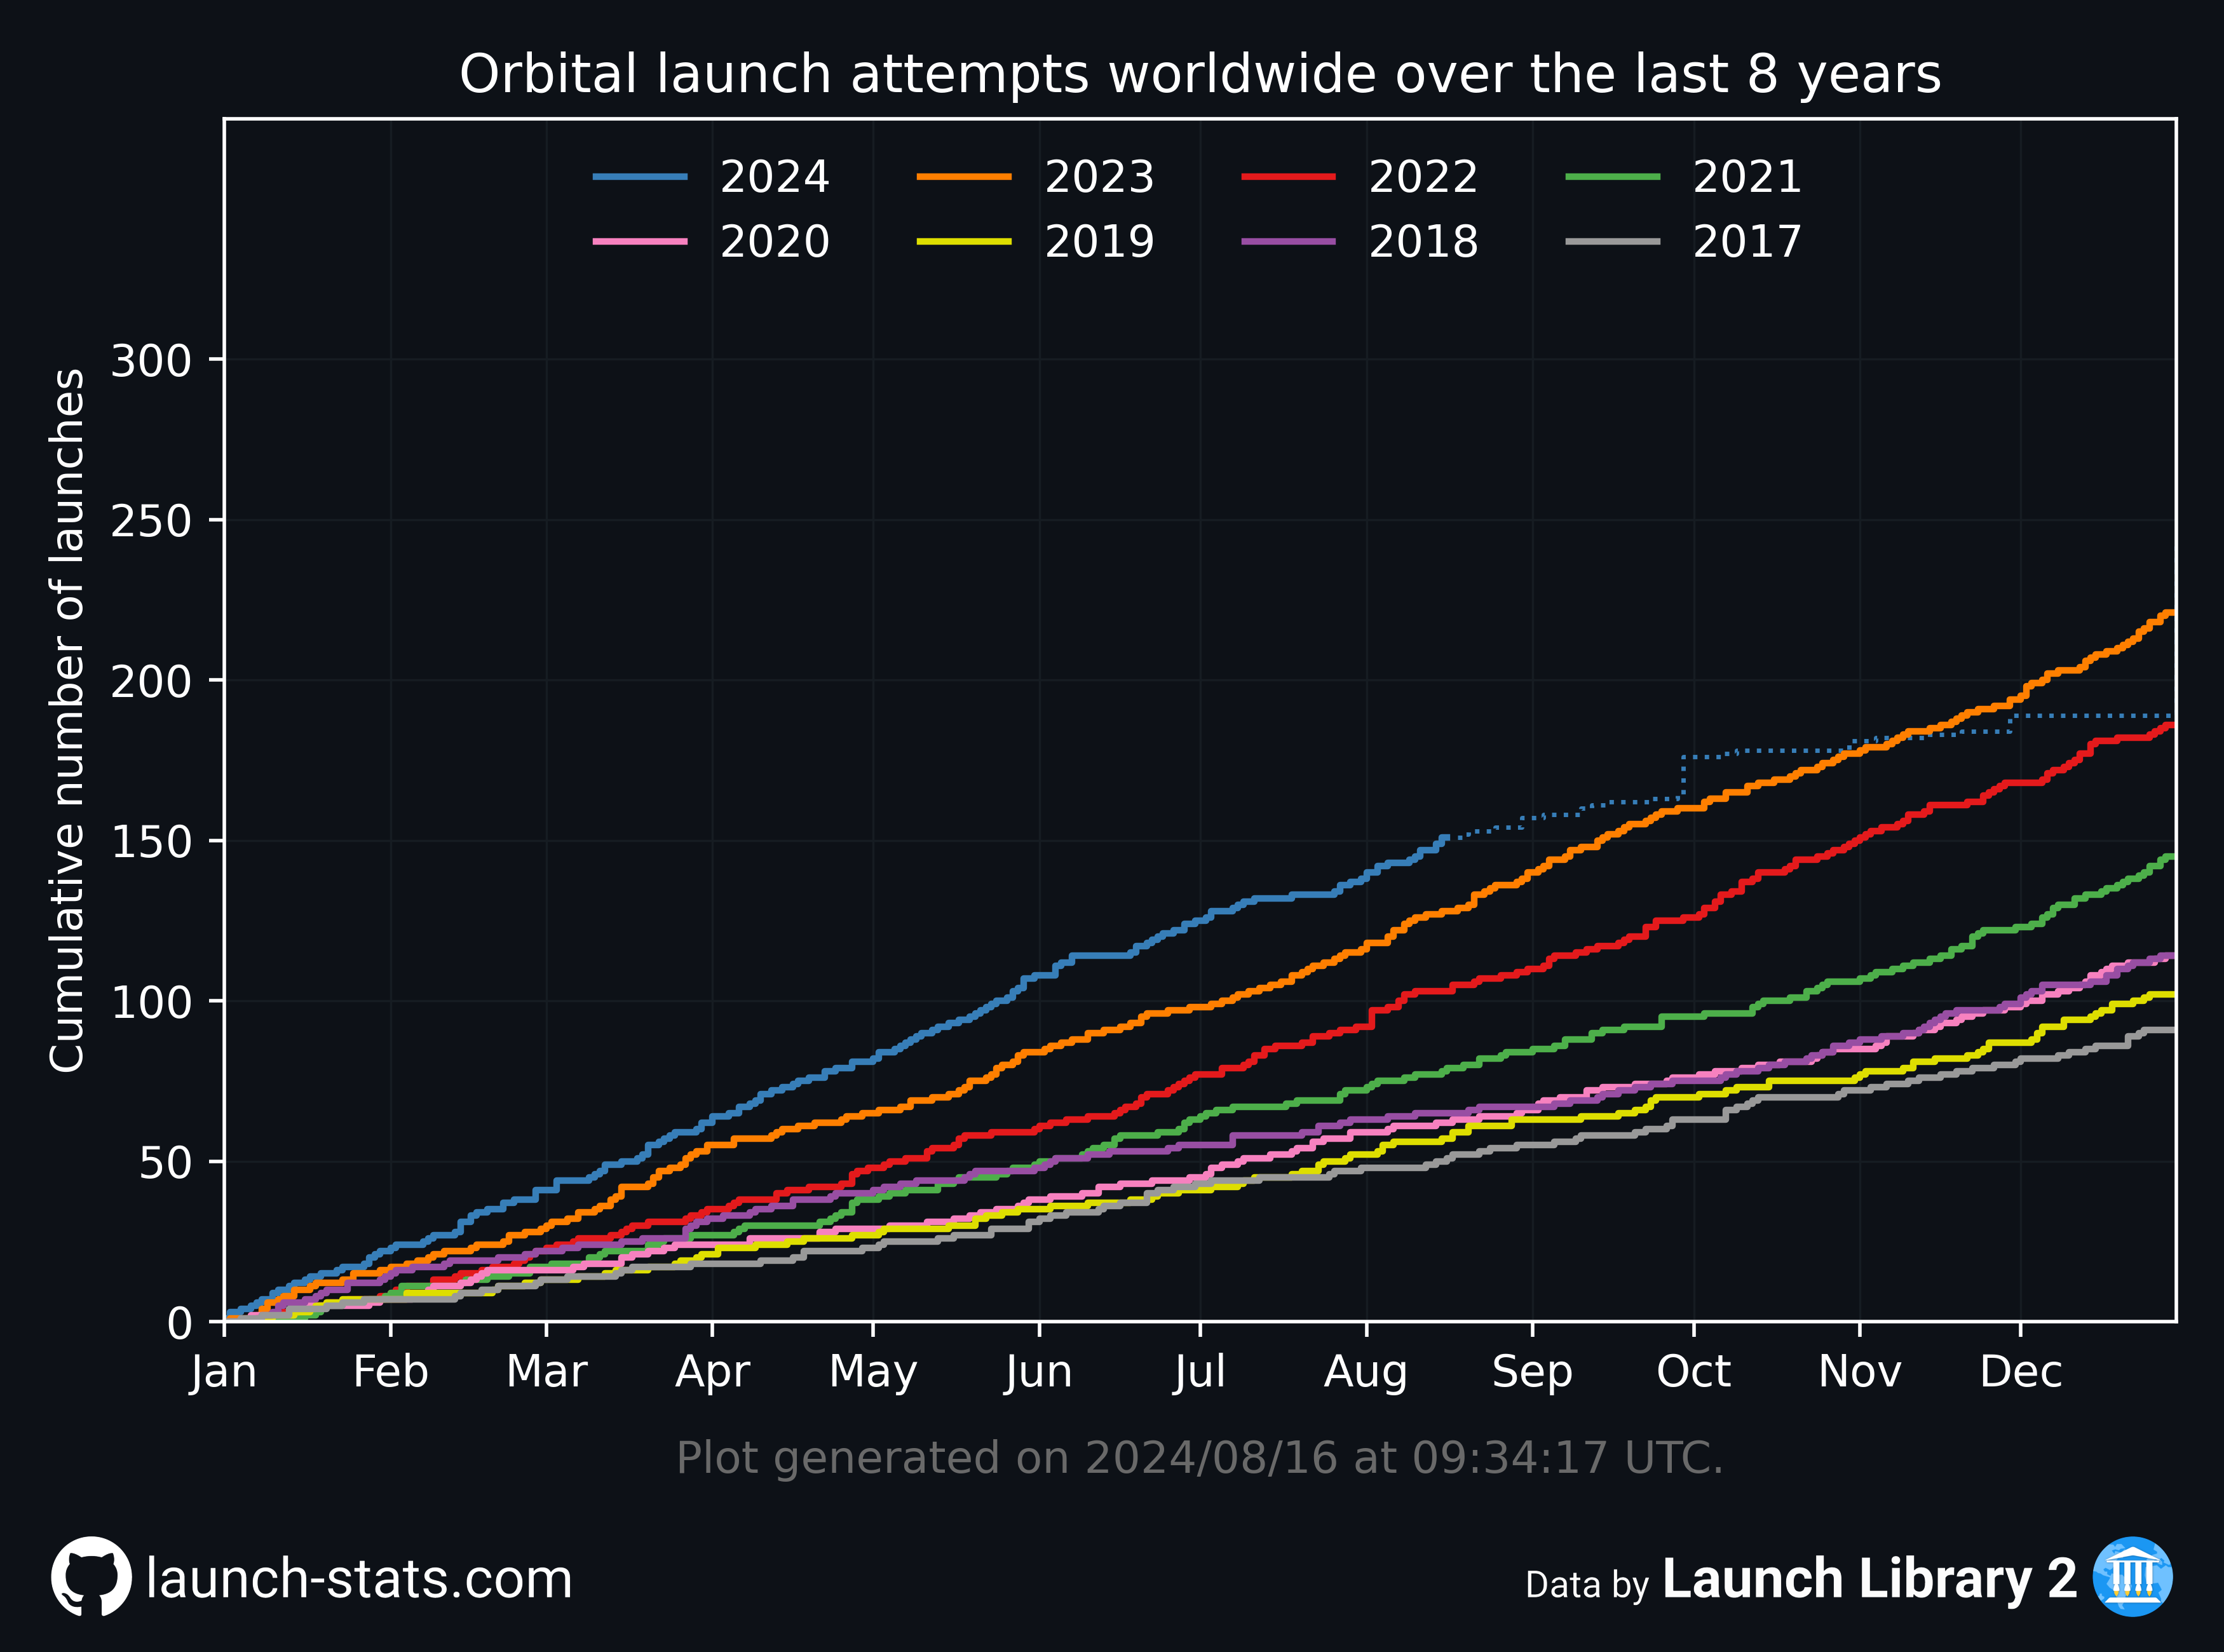 Orbital launch attempts worldwide over the last 8 years
2024 2023 2022 2021
2020 2019 2018 2017
Cumulative number of launches
300
250
200
150
100
50
0
Jan Feb Mar Apr May Jun Jul Aug Sep Oct Nov Dec
Plot generated on 2024/08/16 at 09:34:17 UTC.
launch-stats.com
Data by Launch Library 2